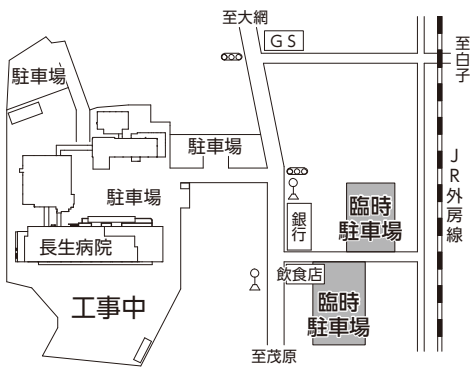 至大網
GS
至白子
駐車場
駐車場
JR外房線
駐車場
銀行
臨時
駐車場
長生病院
飲食店
工事中
臨時
駐車場
至茂原